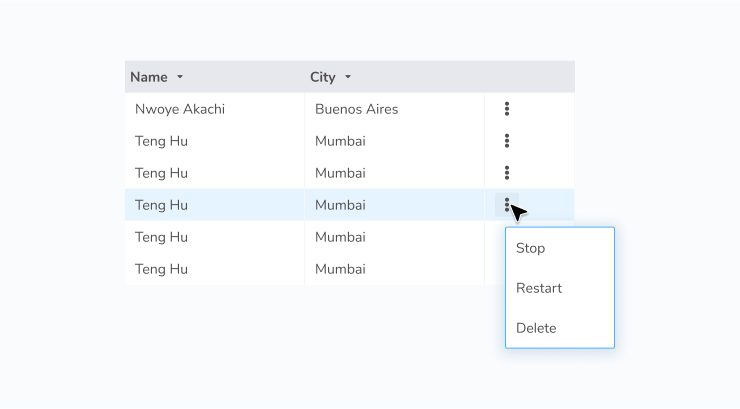 Name City
Nwoye Akachi Buenos Aires
Teng Hu Mumbai
Teng Hu Mumbai
Teng Hu Mumbai
Teng Hu Mumbai
Stop
Teng Hu Mumbai
Restart
Delete